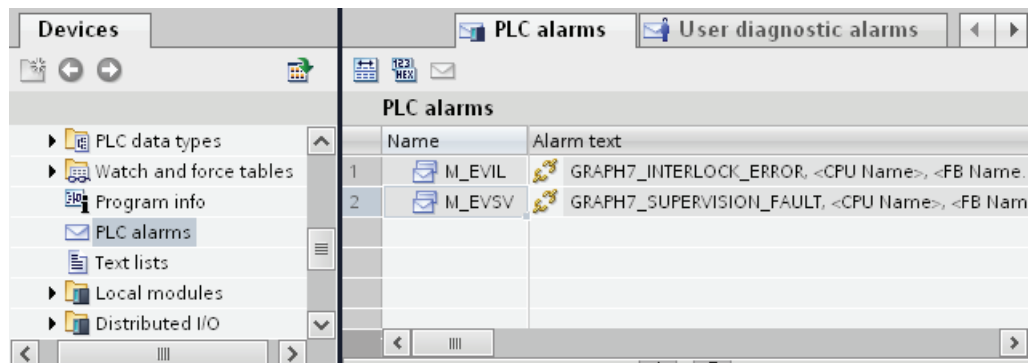 Devices
PLC data types
Watch and force tables
Program info
PLC alarms
Text lists
Local modules
Distributed I/O
PLC alarms
User diagnostic alarms
123
HEX
PLC alarms
Name Alarm text
1 M_EVIL GRAPH7_INTERLOCK_ERROR, <CPU Name>, <FB Name.
2 M_EVSV GRAPH7_SUPERVISION_FAULT, <CPU Name>, <FB Nam